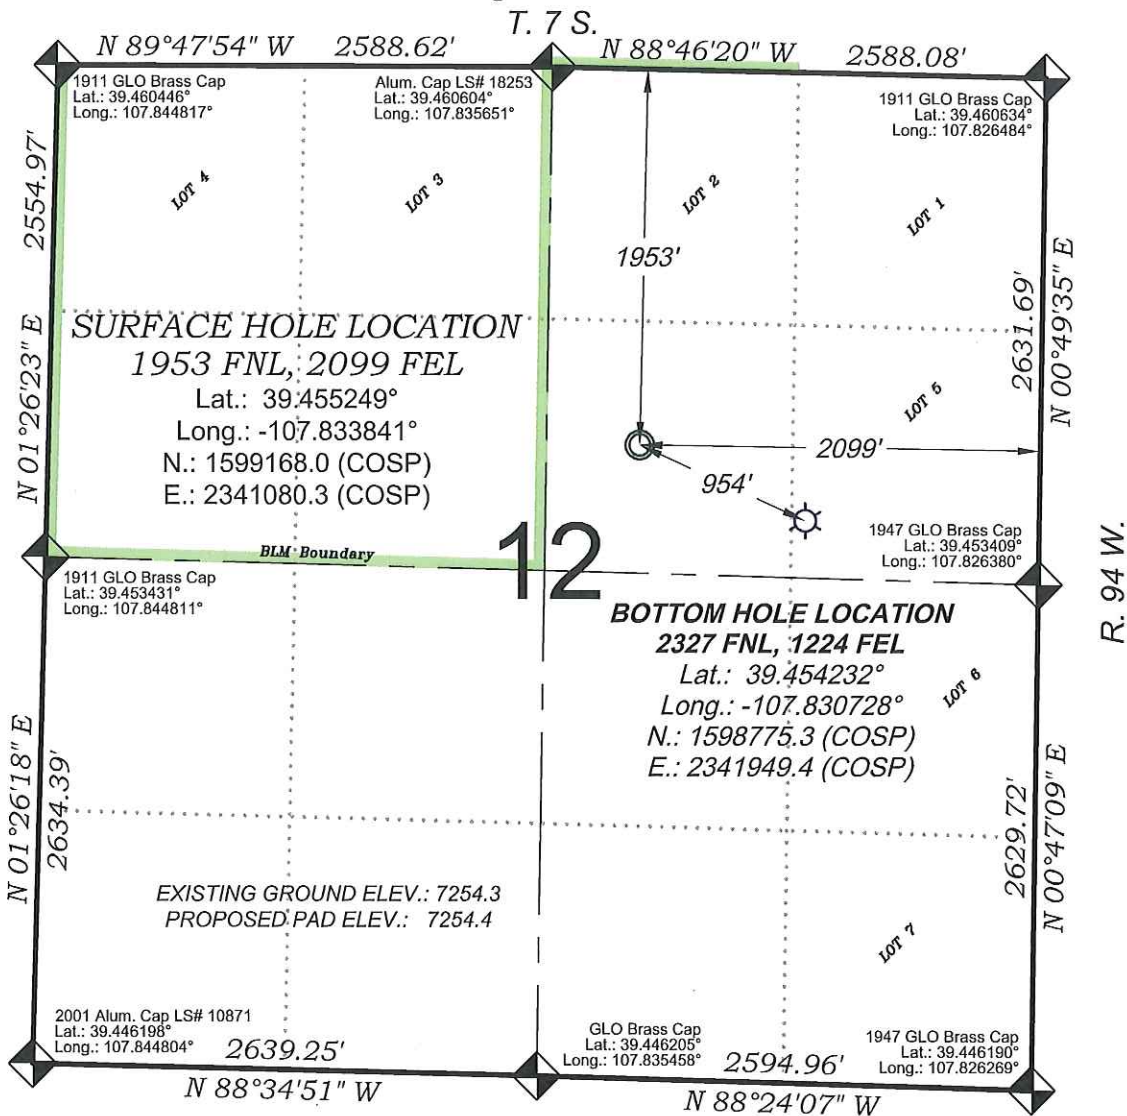 T. 7 S.
N 89°47'54" W 2588.62'
N 88°46'20" W 2588.08'
1911 GLO Brass Cap
Lat.: 39.460446°
Long.: 107.844817°
Alum. Cap LS# 18253
Lat.: 39.460604°
Long.: 107.835651°
1911 GLO Brass Cap
Lat.: 39.460634°
Long.: 107.826484°
2554.97'
N 01°26'23" E
LOT 4
LOT 3
LOT 2
LOT 1
1953'
2631.69'
N 00°49'35" E
SURFACE HOLE LOCATION
1953 FNL, 2099 FEL
Lat.: 39.455249°
Long.: -107.833841°
N.: 1599168.0 (COSP)
E.: 2341080.3 (COSP)
LOT 5
2099'
954'
BLM Boundary
12
1947 GLO Brass Cap
Lat.: 39.453409°
Long.: 107.826380°
1911 GLO Brass Cap
Lat.: 39.453431°
Long.: 107.844811°
R. 94 W.
BOTTOM HOLE LOCATION
2327 FNL, 1224 FEL
Lat.: 39.454232°
Long.: -107.830728°
N.: 1598775.3 (COSP)
E.: 2341949.4 (COSP)
LOT 6
N 01°26'18" E
2634.39'
2629.72'
N 00°47'09" E
EXISTING GROUND ELEV.: 7254.3
PROPOSED PAD ELEV.: 7254.4
LOT 7
2001 Alum. Cap LS# 10871
Lat.: 39.446198°
Long.: 107.844804°
2639.25'
N 88°34'51" W
GLO Brass Cap
Lat.: 39.446205°
Long.: 107.835458°
2594.96'
N 88°24'07" W
1947 GLO Brass Cap
Lat.: 39.446190°
Long.: 107.826269°